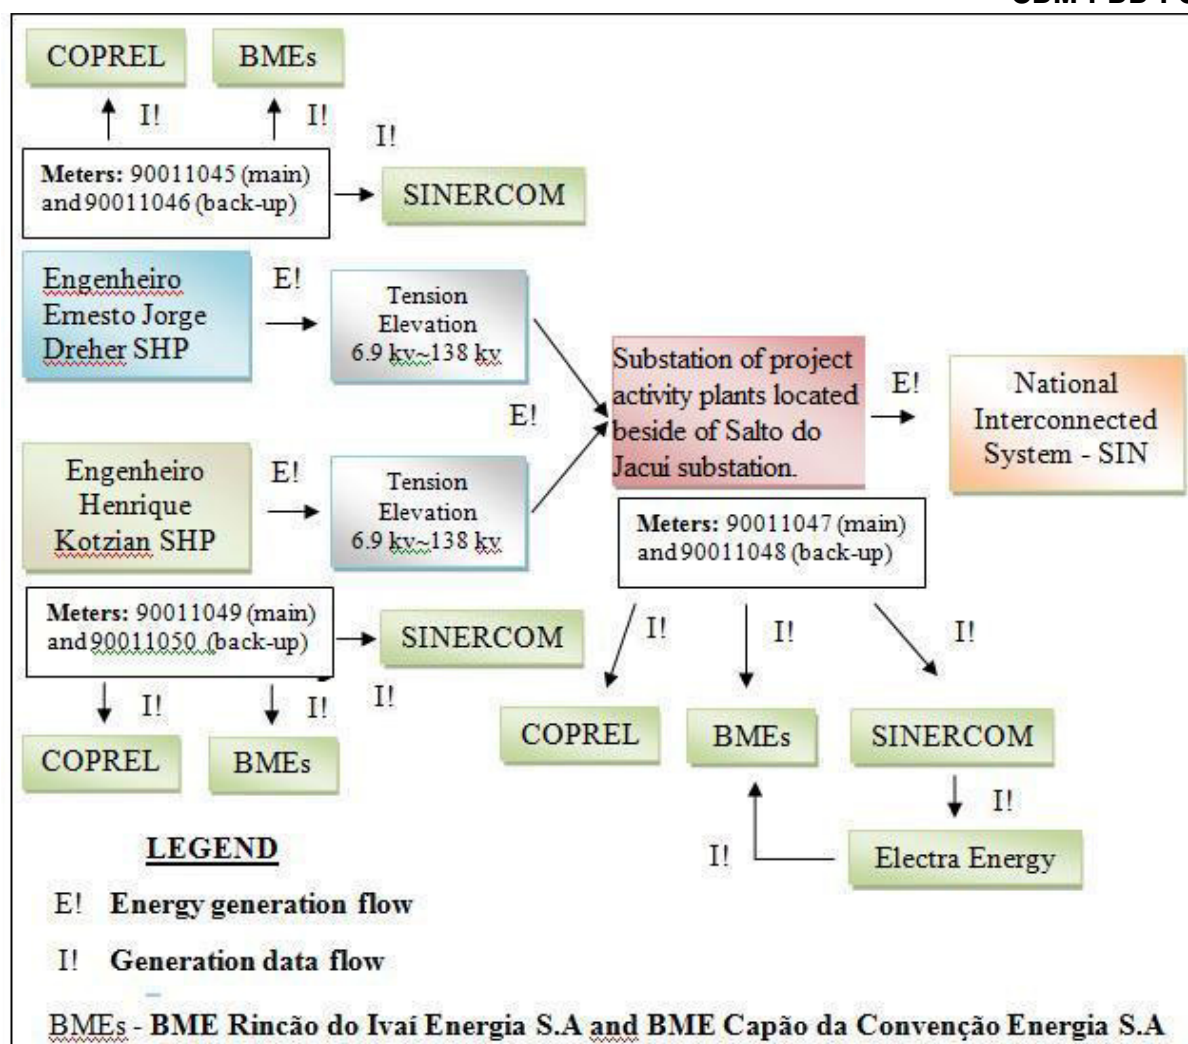 COPREL
BMEs
I!
I!
I!
Meters: 90011045 (main)
and 90011046 (back-up)
SINERCOM
Engenheiro
Ernesto Jorge
Dreher SHP
E!
Tension
Elevation
6.9 kv~138 kv
Substation of project
activity plants located
beside of Salto do
Jacui substation.
E!
National
Interconnected
System - SIN
E!
Engenheiro
Henrique
Kotzian SHP
E!
Tension
Elevation
6.9 kv~138 kv
Meters: 90011047 (main)
and 90011048 (back-up)
Meters: 90011049 (main)
and 90011050 (back-up)
SINERCOM
I!
I!
I!
I!
I!
I!
COPREL
BMEs
COPREL
BMEs
SINERCOM
I!
I!
Electra Energy
LEGEND
E! Energy generation flow
I! Generation data flow
BMEs - BME Rincão do Ivaí Energia S.A and BME Capão da Convenção Energia S.A